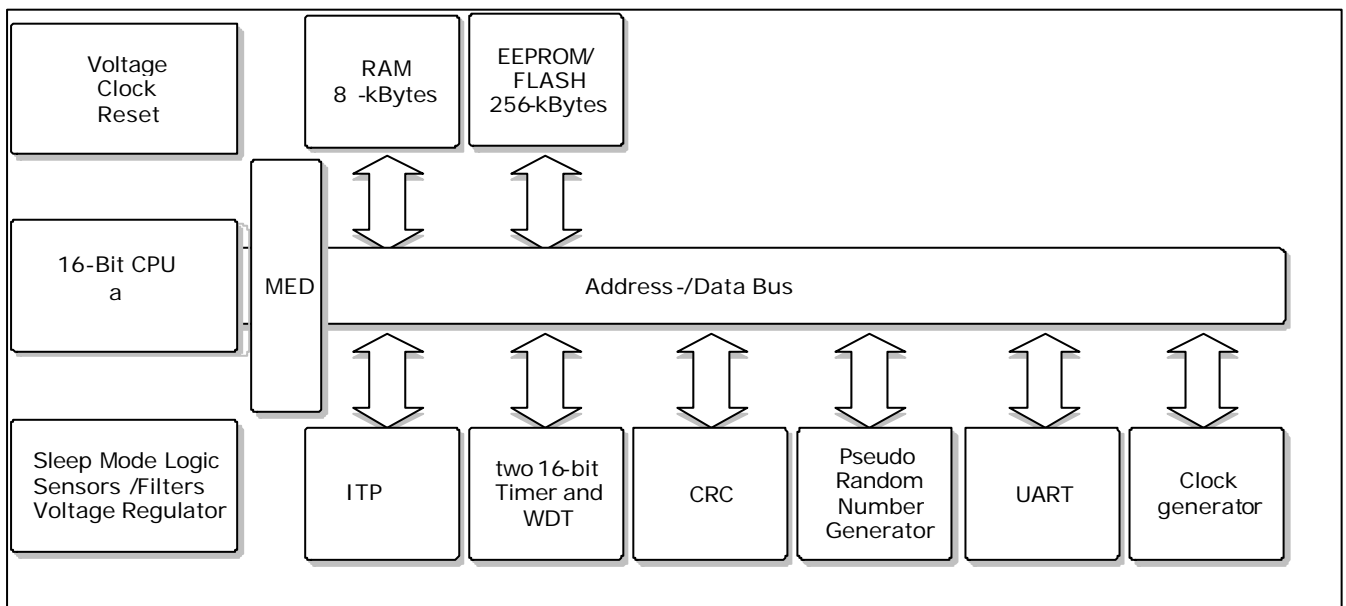 Voltage
Clock
Reset
RAM
8 -kBytes
EEPROM/
FLASH
256-kBytes
16-Bit CPU
a
MED
Address-/Data Bus
Sleep Mode Logic
Sensors /Filters
Voltage Regulator
ITP
two 16-bit
Timer and
WDT
CRC
Pseudo
Random
Number
Generator
UART
Clock
generator